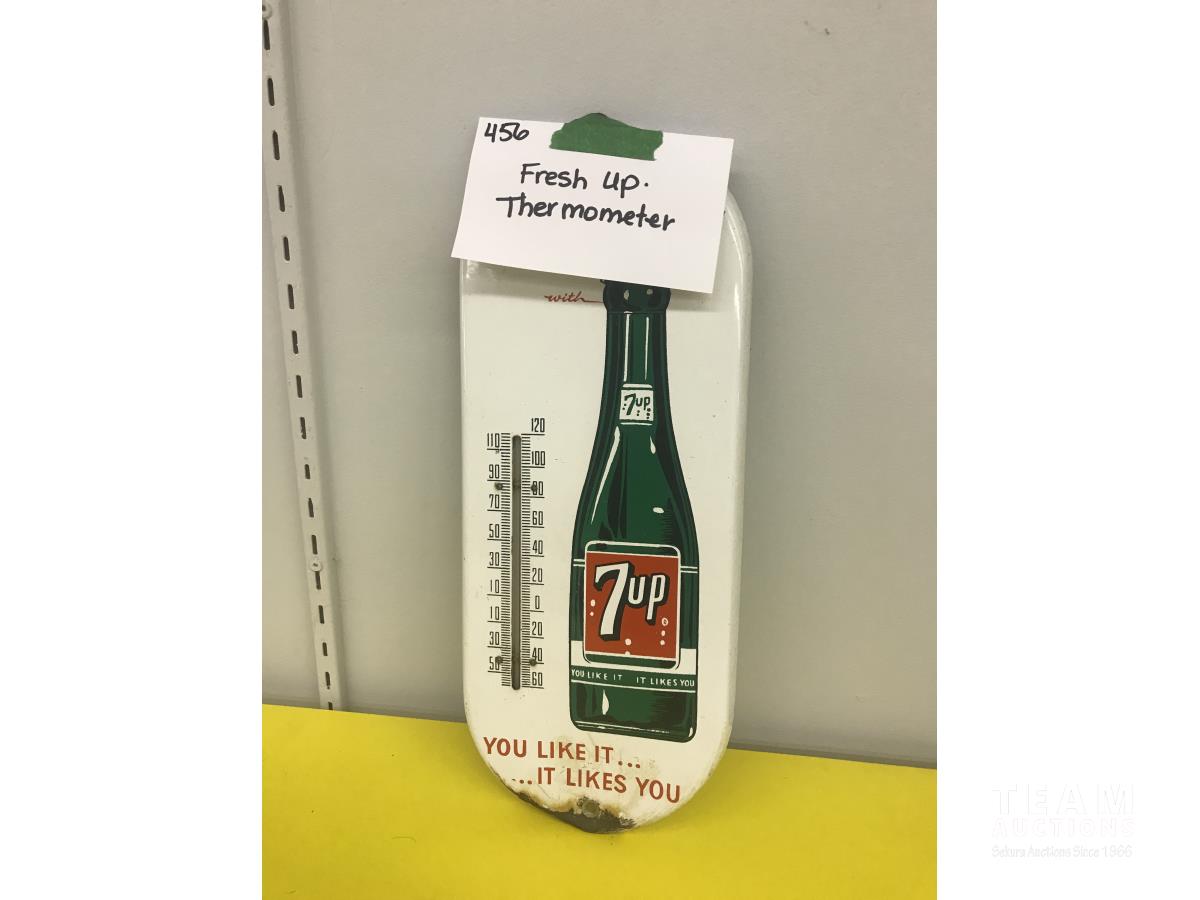 456
Fresh Up.
Thermometer
with
7up
120
110
100
90
80
70
60
50
40
30
20
10
0
10
20
30
40
50
60
7up
YOU LIKE IT IT LIKES YOU
YOU LIKE IT...
...IT LIKES YOU
TEAM
AUCTIONS
Sekura Auctions Since 1966